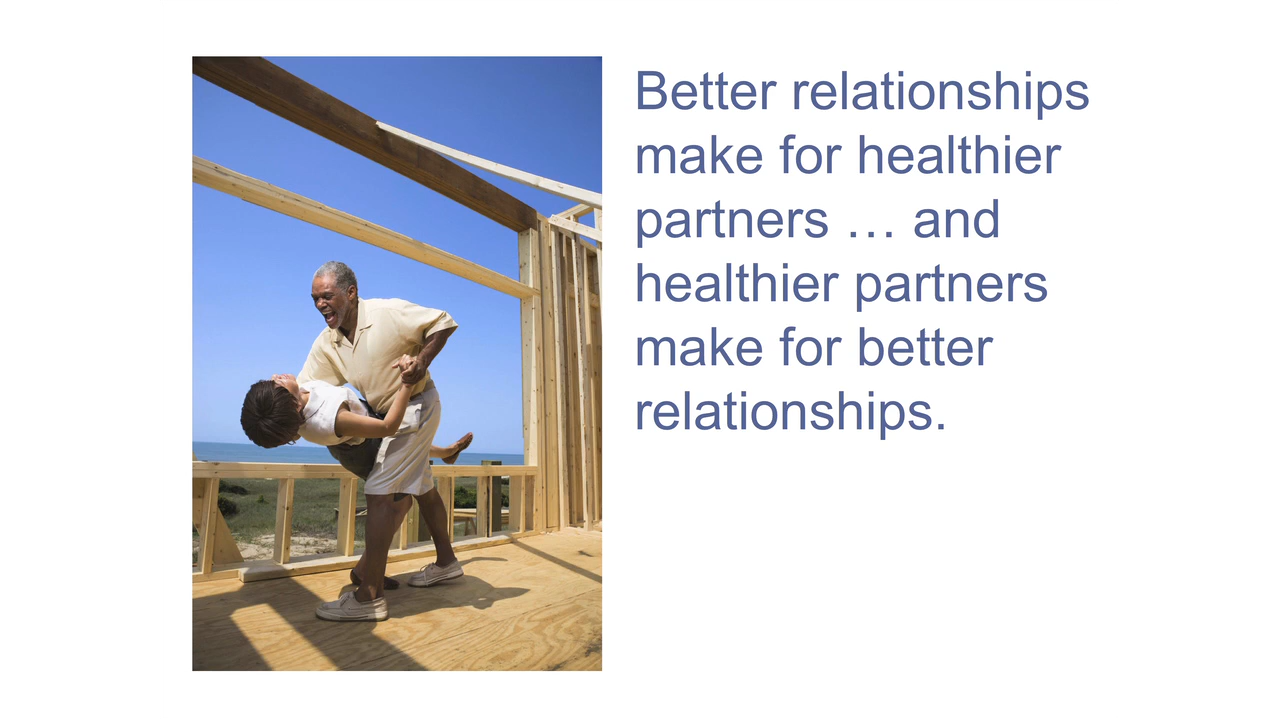 Better relationships
make for healthier
partners … and
healthier partners
make for better
relationships.